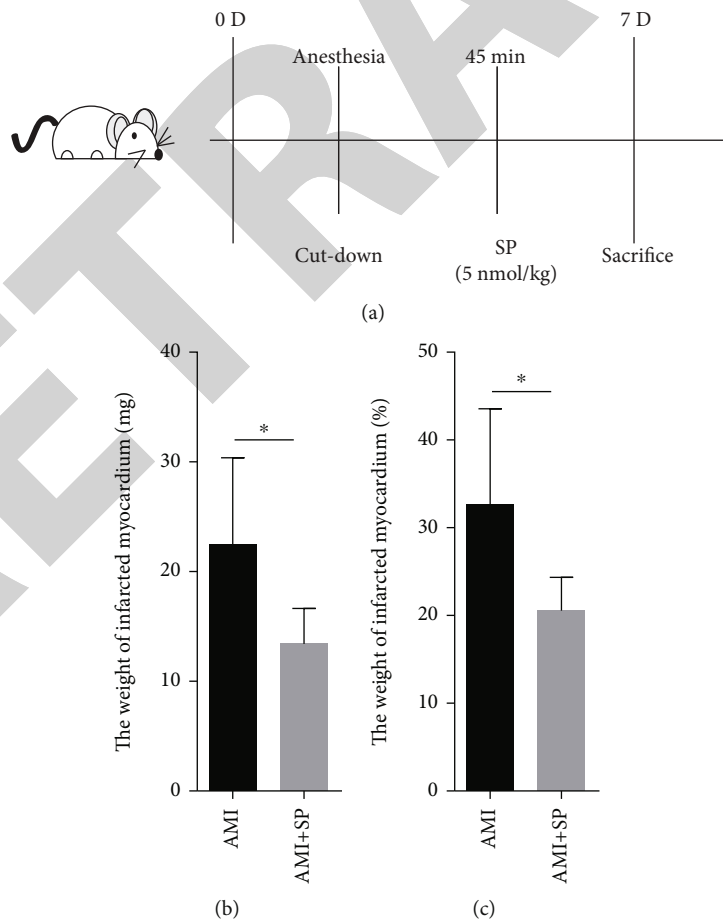 0 D
7 D
Anesthesia
45 min
Cut-down
SP
(5 nmol/kg)
Sacrifice
(a)
The weight of infarcted myocardium (mg)
40
30
20
10
0
*
AMI
AMI+SP
(b)
The weight of infarcted myocardium (%)
50
40
30
20
10
0
*
AMI
AMI+SP
(c)